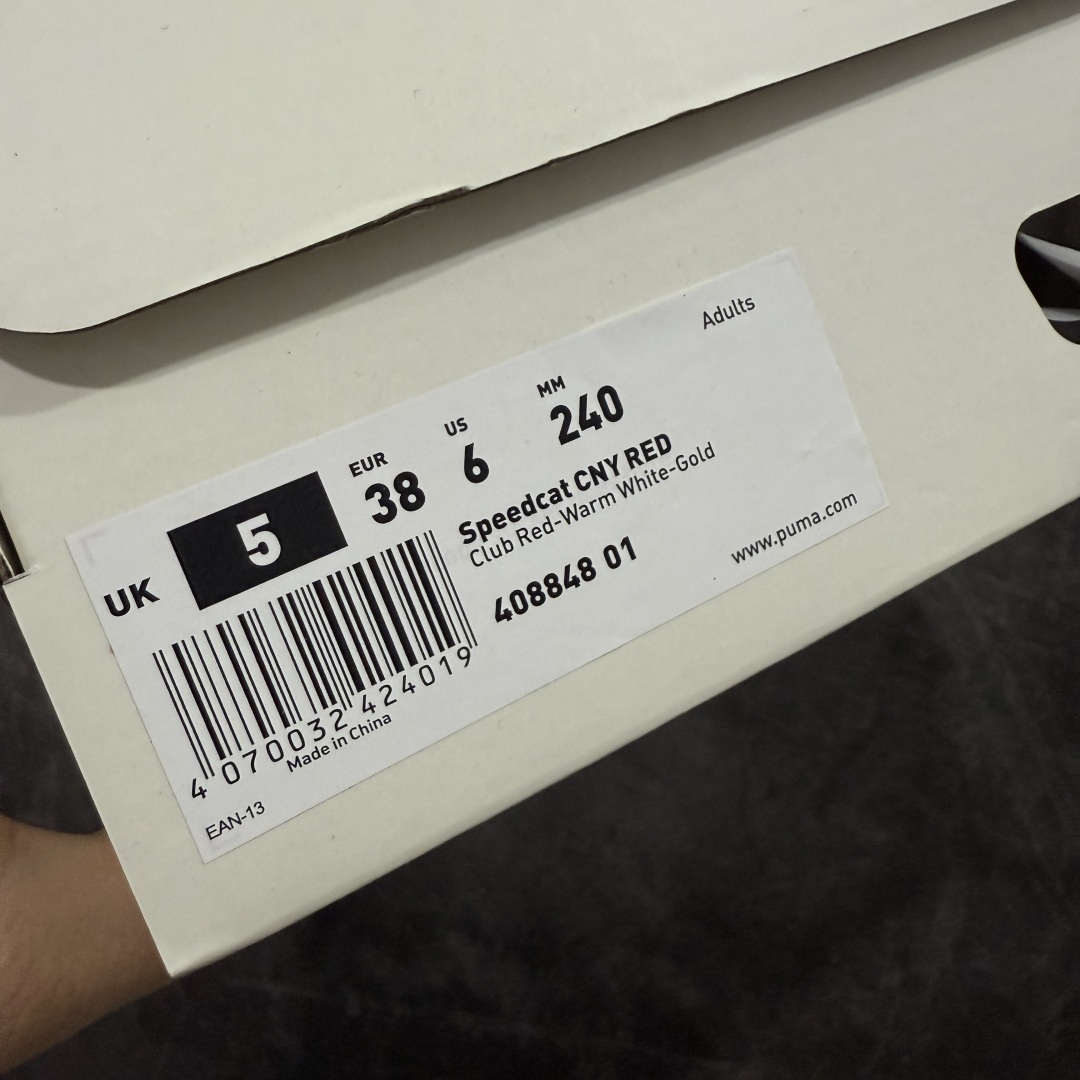 Adults
UK 5
EUR 38
US 6
MM 240
Speedcat CNY RED
Club Red-Warm White-Gold
408848 01
www.puma.com
4 070032 424019
Made in China
EAN-13